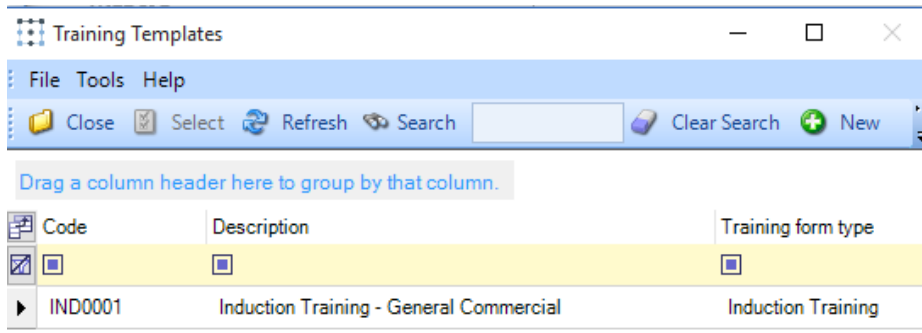 Training Templates
File Tools Help
Close Select Refresh Search Clear Search New
Drag a column header here to group by that column.
Code Description Training form type
IND0001 Induction Training - General Commercial Induction Training